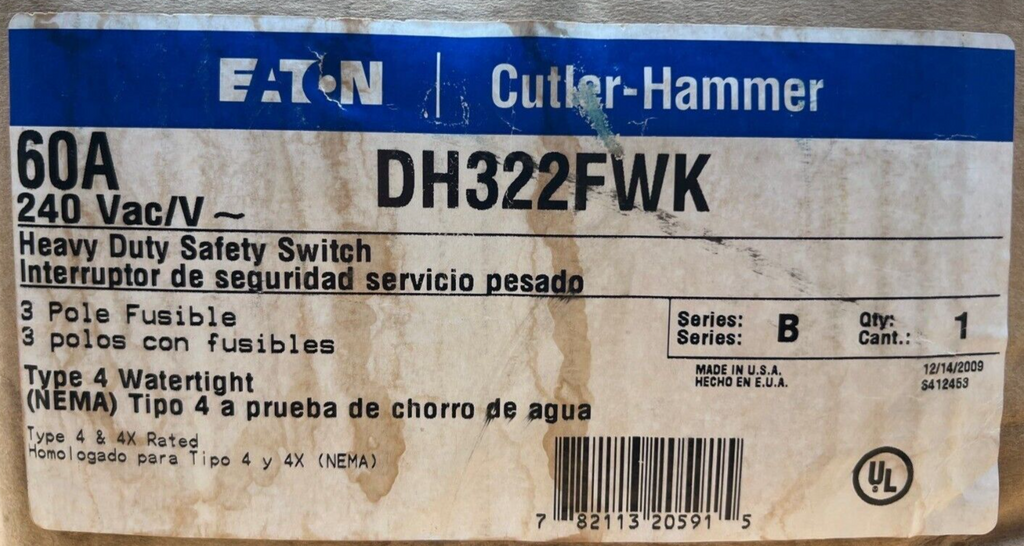 EATON | Cutler-Hammer
60A DH322FWK
240 Vac/V ~
Heavy Duty Safety Switch
Interruptor de seguridad servicio pesado
3 Pole Fusible
3 polos con fusibles
Series: B Qty: 1
Series: Cant.:
MADE IN U.S.A. 12/14/2009
HECHO EN E.U.A. S412453
Type 4 Watertight
(NEMA) Tipo 4 a prueba de chorro de agua
Type 4 & 4X Rated
Homologado para Tipo 4 y 4X (NEMA)
UL
7 82113 20591 5